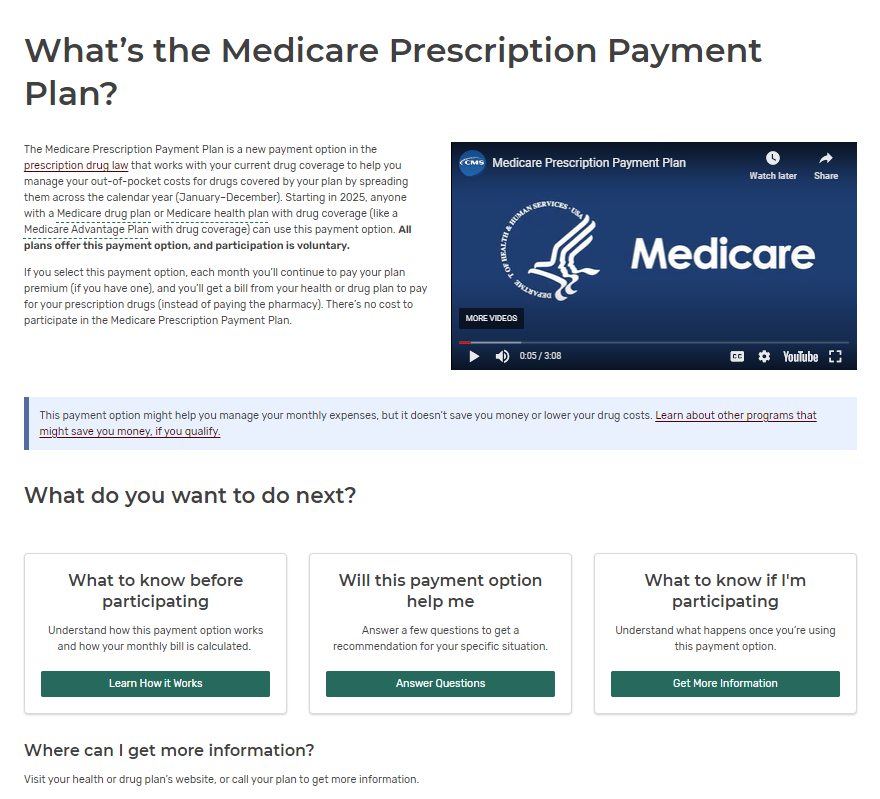 What’s the Medicare Prescription Payment
Plan?
The Medicare Prescription Payment Plan is a new payment option in the
prescription drug law that works with your current drug coverage to help you
manage your out-of-pocket costs for drugs covered by your plan by spreading
them across the calendar year (January–December). Starting in 2025, anyone
with a Medicare drug plan or Medicare health plan with drug coverage (like a
Medicare Advantage Plan with drug coverage) can use this payment option. All
plans offer this payment option, and participation is voluntary.
If you select this payment option, each month you’ll continue to pay your plan
premium (if you have one), and you’ll get a bill from your health or drug plan to pay
for your prescription drugs (instead of paying the pharmacy). There’s no cost to
participate in the Medicare Prescription Payment Plan.
CMS
Medicare Prescription Payment Plan
Watch later
Share
DEPARTMENT OF HEALTH & HUMAN SERVICES · USA
Medicare
MORE VIDEOS
0:05 / 3:08
CC
YouTube
This payment option might help you manage your monthly expenses, but it doesn’t save you money or lower your drug costs. Learn about other programs that
might save you money, if you qualify.
What do you want to do next?
What to know before
participating
Understand how this payment option works
and how your monthly bill is calculated.
Learn How it Works
Will this payment option
help me
Answer a few questions to get a
recommendation for your specific situation.
Answer Questions
What to know if I'm
participating
Understand what happens once you’re using
this payment option.
Get More Information
Where can I get more information?
Visit your health or drug plan’s website, or call your plan to get more information.